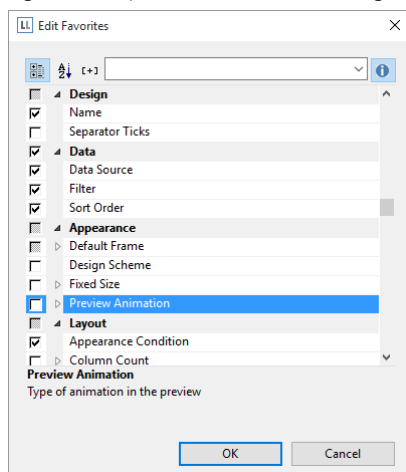 LL Edit Favorites
[+]
Design
Name
Separator Ticks
Data
Data Source
Filter
Sort Order
Appearance
Default Frame
Design Scheme
Fixed Size
Preview Animation
Layout
Appearance Condition
Column Count
Preview Animation
Type of animation in the preview
OK Cancel